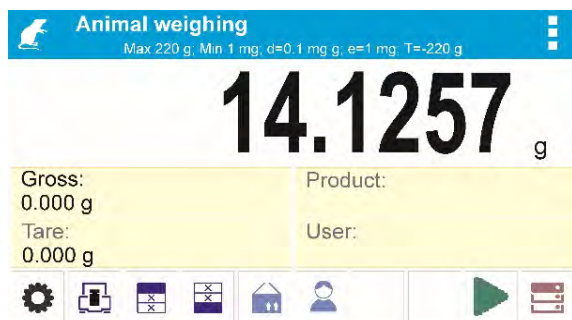 Animal weighing
Max 220 g; Min 1 mg; d=0.1 mg g; e=1 mg; T=-220 g
14.1257 g
Gross:
0.000 g
Tare:
0.000 g
Product:
User: